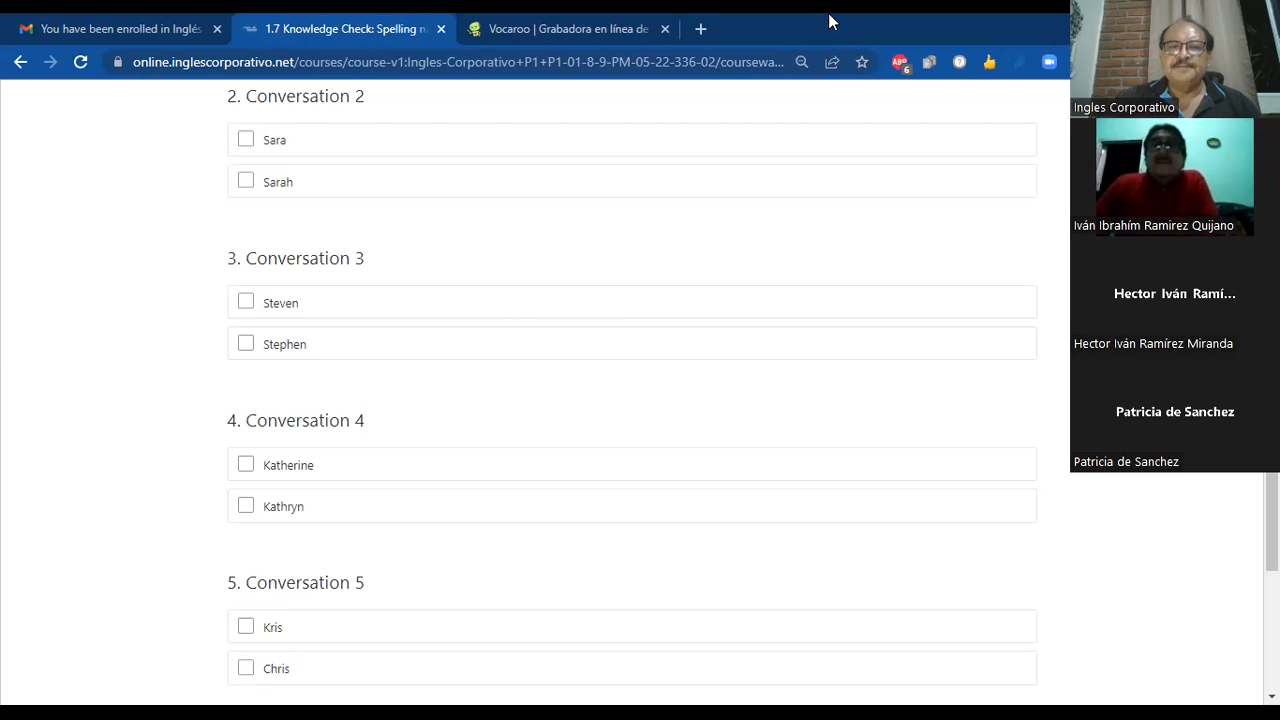 You have been enrolled in Inglés
1.7 Knowledge Check: Spelling
Vocaroo | Grabadora en línea de
online.inglescorporativo.net/courses/course-v1:Ingles-Corporativo+P1+P1-01-8-9-PM-05-22-336-02/coursewa...
ABP
6
2. Conversation 2
Sara
Sarah
3. Conversation 3
Steven
Stephen
4. Conversation 4
Katherine
Kathryn
5. Conversation 5
Kris
Chris
Ingles Corporativo
Iván Ibrahím Ramirez Quijano
Hector Iván Ramí...
Hector Iván Ramírez Miranda
Patricia de Sanchez
Patricia de Sanchez